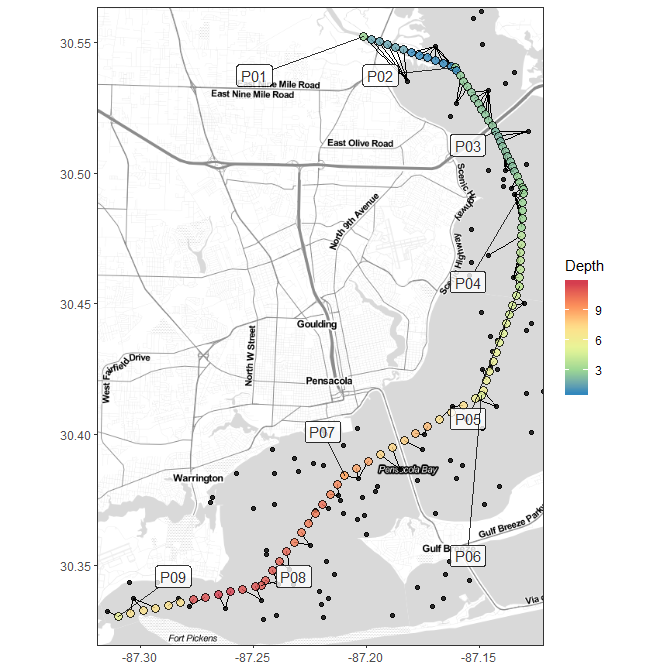 30.55
30.50
30.45
30.40
30.35
-87.30
-87.25
-87.20
-87.15
P01
P02
Nine Mile Road
East Nine Mile Road
East Olive Road
P03
Scenic Highway
North 9th Avenue
P04
Goulding
North W Street
West Fairfield Drive
Pensacola
P05
P07
Pensacola Bay
Warrington
Gulf Breeze Park
Gulf B
P06
P09
P08
Via
Fort Pickens
Depth
9
6
3